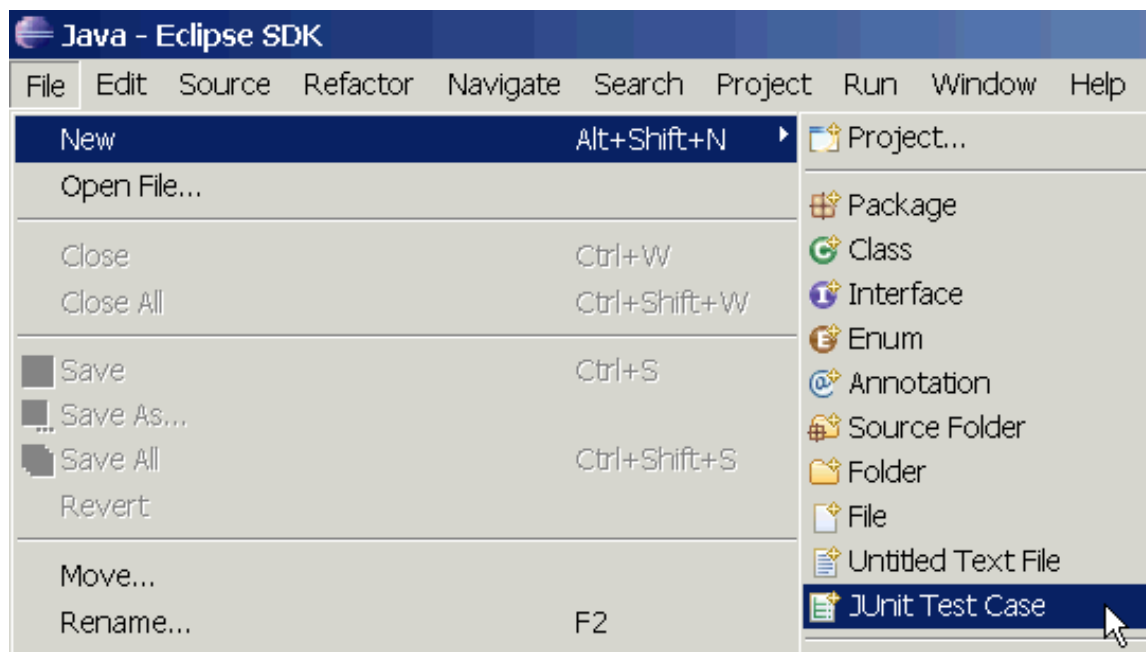 Java - Eclipse SDK
File Edit Source Refactor Navigate Search Project Run Window Help
New Alt+Shift+N
Open File...
Close Ctrl+W
Close All Ctrl+Shift+W
Save Ctrl+S
Save As...
Save All Ctrl+Shift+S
Revert
Move...
Rename... F2
Project...
Package
Class
Interface
Enum
Annotation
Source Folder
Folder
File
Untitled Text File
JUnit Test Case